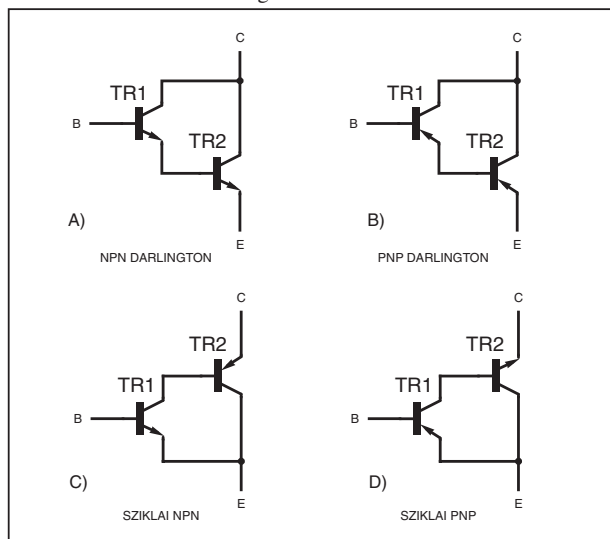 C C
TR1 TR1
B B
TR2 TR2
A) B)
E E
NPN DARLINGTON PNP DARLINGTON
C C
TR2 TR2
TR1 TR1
B B
C) D)
E E
SZIKLAI NPN SZIKLAI PNP